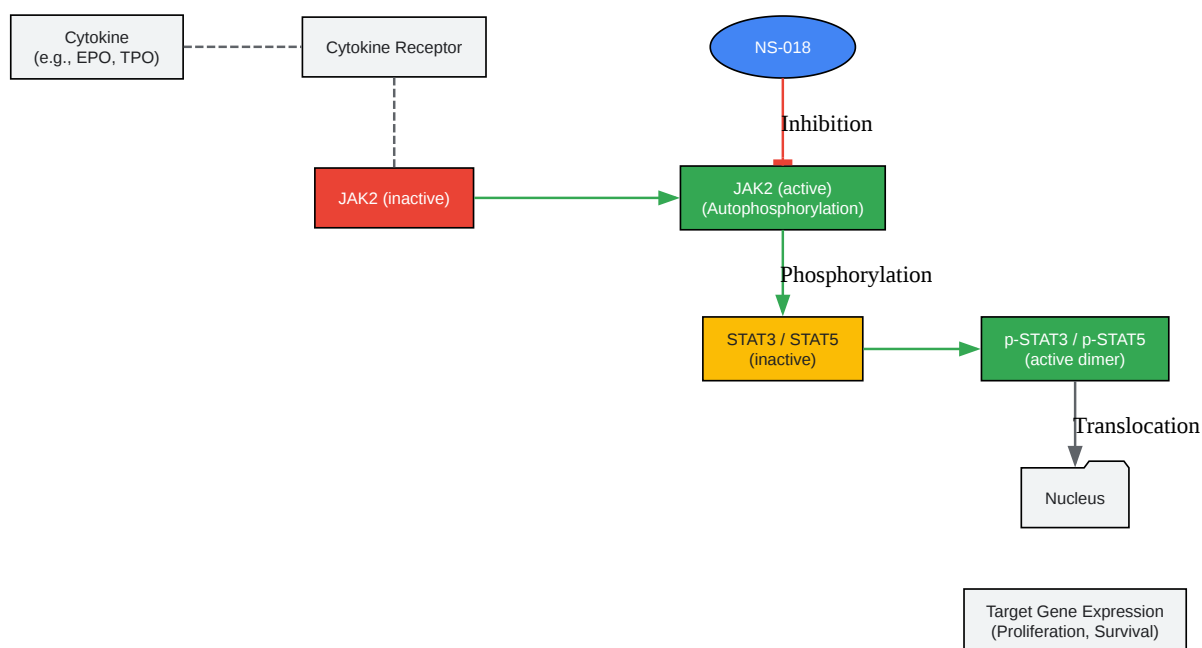 Cytokine
(e.g., EPO, TPO)
Cytokine Receptor
NS-018
Inhibition
JAK2 (inactive)
JAK2 (active)
(Autophosphorylation)
Phosphorylation
STAT3 / STAT5
(inactive)
p-STAT3 / p-STAT5
(active dimer)
Translocation
Nucleus
Target Gene Expression
(Proliferation, Survival)